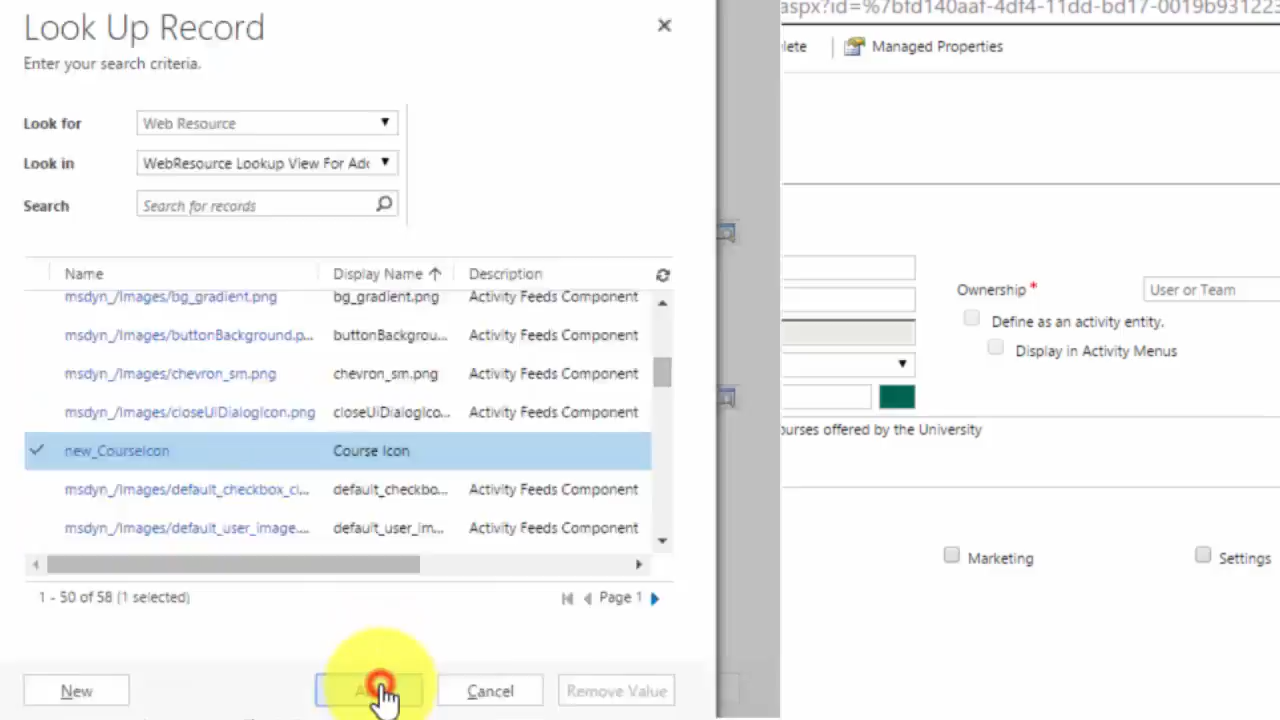 Look Up Record
Enter your search criteria.
Look for
Web Resource
Look in
WebResource Lookup View For Add
Search
Search for records
Name
Display Name
Description
msdyn_/Images/bg_gradient.png
bg_gradient.png
Activity Feeds Component
msdyn_/Images/buttonBackground.p...
buttonBackgrou...
Activity Feeds Component
msdyn_/Images/chevron_sm.png
chevron_sm.png
Activity Feeds Component
msdyn_/Images/closeUiDialogIcon.png
closeUiDialogIco...
Activity Feeds Component
new_CourseIcon
Course Icon
msdyn_/Images/default_checkbox_ci...
default_checkbo...
Activity Feeds Component
msdyn_/Images/default_user_image....
default_user_im...
Activity Feeds Component
1 - 50 of 58 (1 selected)
Page 1
New
Cancel
Remove Value
aspx?id=%7bfd140aaf-4df4-11dd-bd17-0019b931223
lete
Managed Properties
Ownership *
User or Team
Define as an activity entity.
Display in Activity Menus
ourses offered by the University
Marketing
Settings